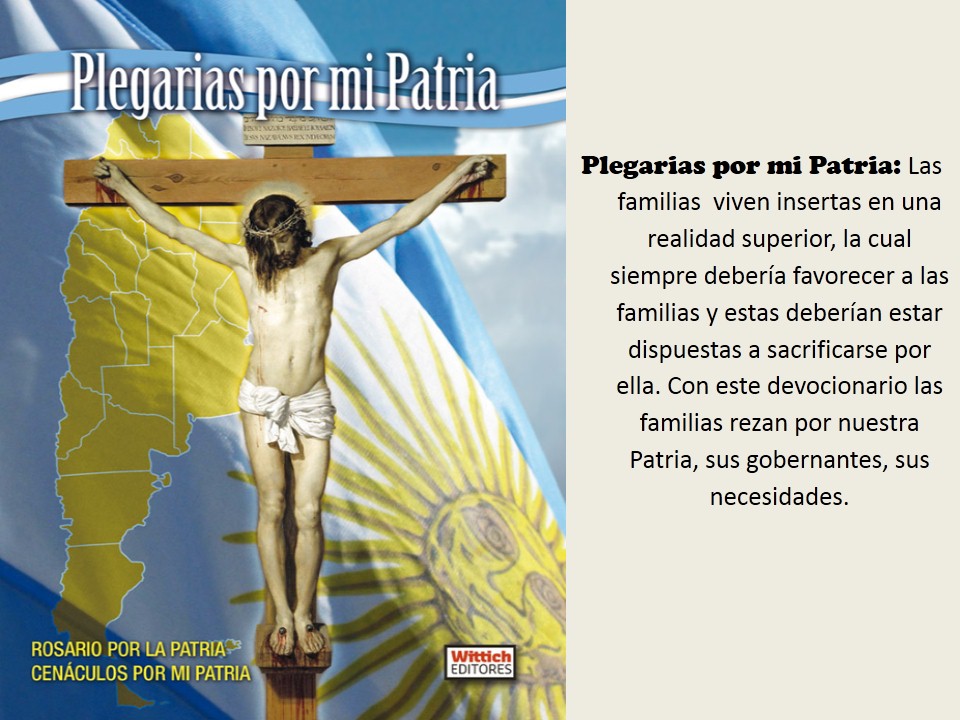 Plegarias por mi Patria
ROSARIO POR LA PATRIA
CENÁCULOS POR MI PATRIA
Wittich
EDITORES
Plegarias por mi Patria: Las
familias viven insertas en una
realidad superior, la cual
siempre debería favorecer a las
familias y estas deberían estar
dispuestas a sacrificarse por
ella. Con este devocionario las
familias rezan por nuestra
Patria, sus gobernantes, sus
necesidades.